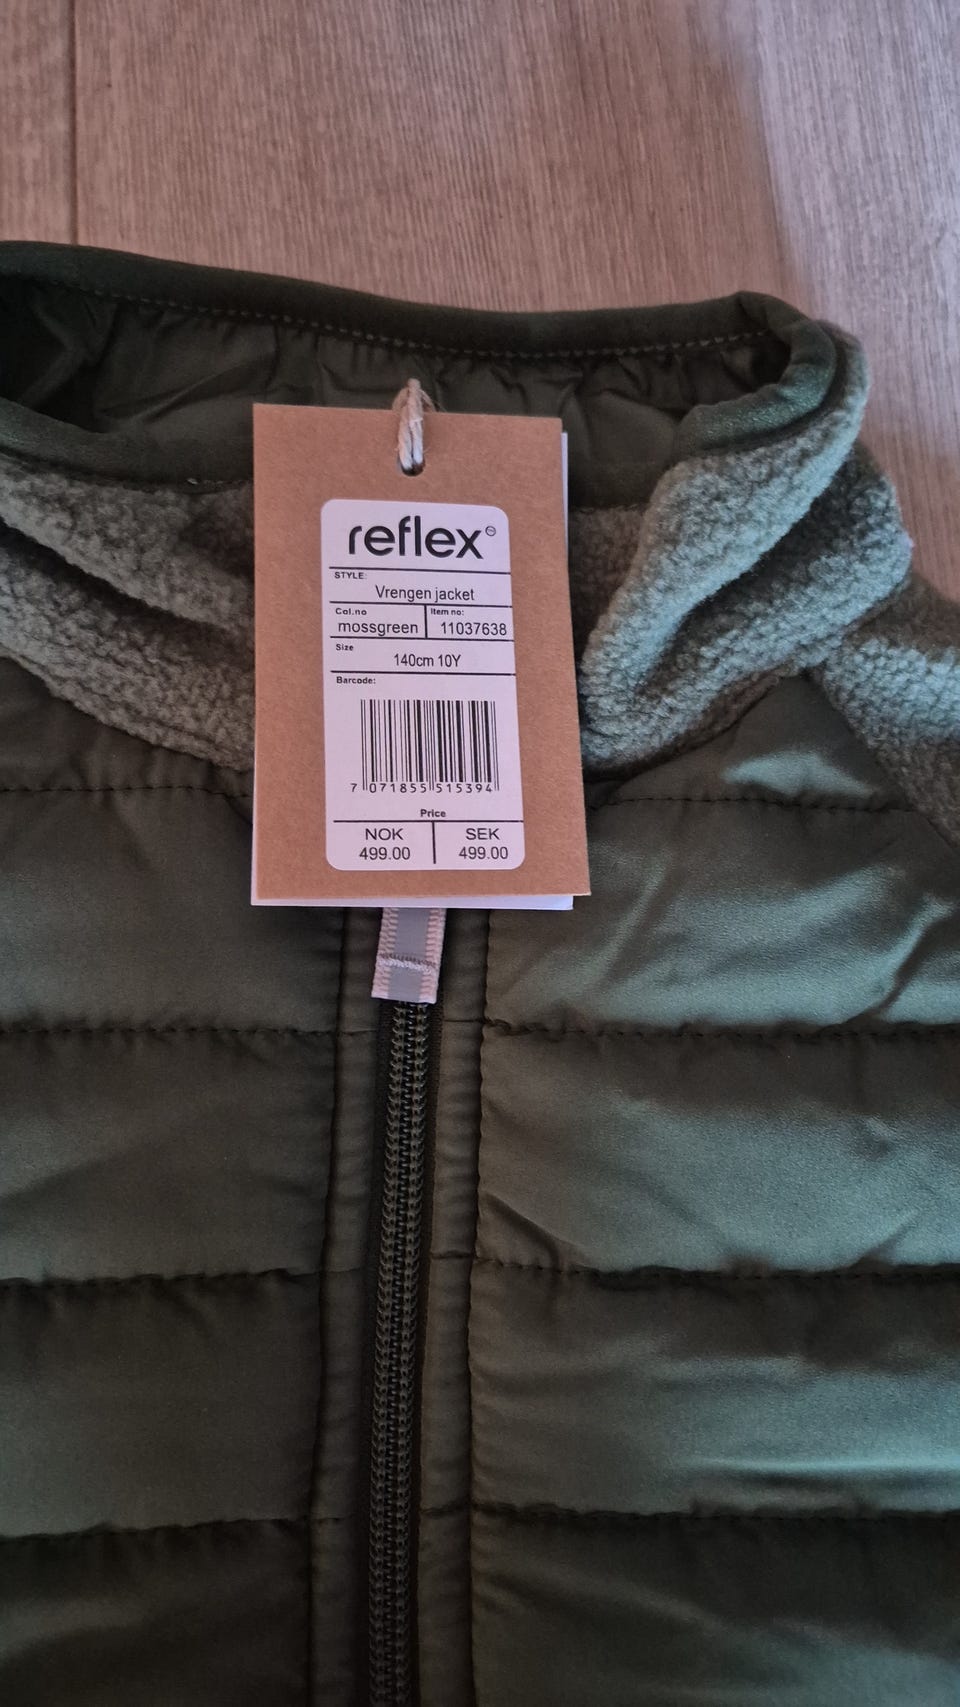 reflex
STYLE:
Vrengen jacket
Col.no Item no:
mossgreen 11037638
Size
140cm 10Y
Barcode:
7 071855 515394
Price
NOK SEK
499.00 499.00